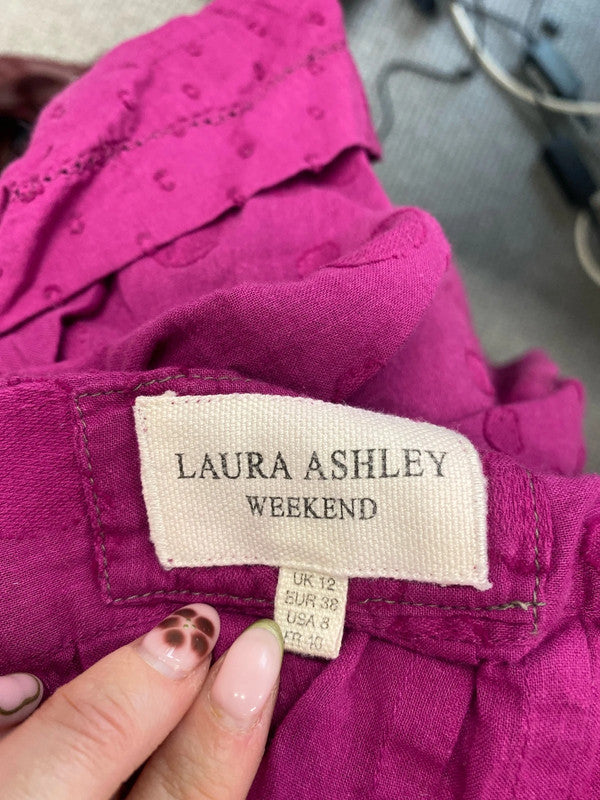 LAURA ASHLEY
WEEKEND
UK 12
EUR 38
USA 8
FR 40